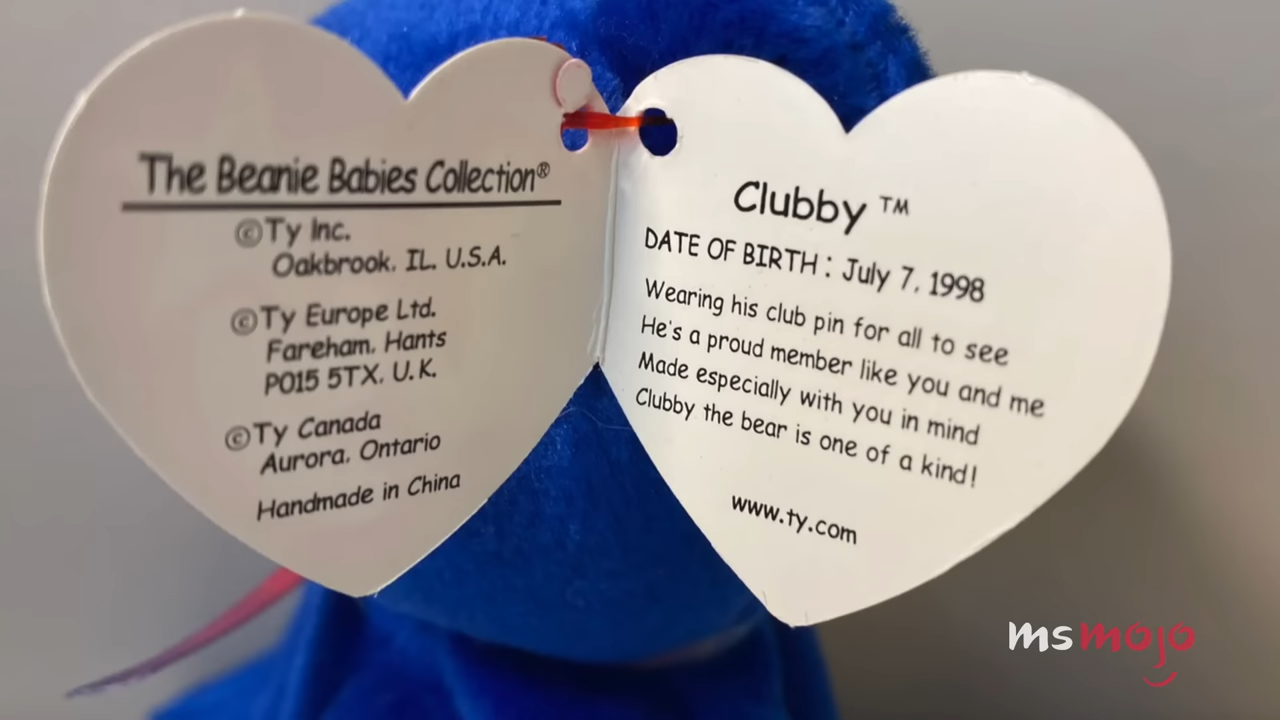 The Beanie Babies Collection®
©Ty Inc.
Oakbrook, IL, U.S.A.
©Ty Europe Ltd.
Fareham, Hants
PO15 5TX, U.K.
©Ty Canada
Aurora, Ontario
Handmade in China
Clubby ™
DATE OF BIRTH : July 7, 1998
Wearing his club pin for all to see
He's a proud member like you and me
Made especially with you in mind
Clubby the bear is one of a kind!
www.ty.com
msmojo